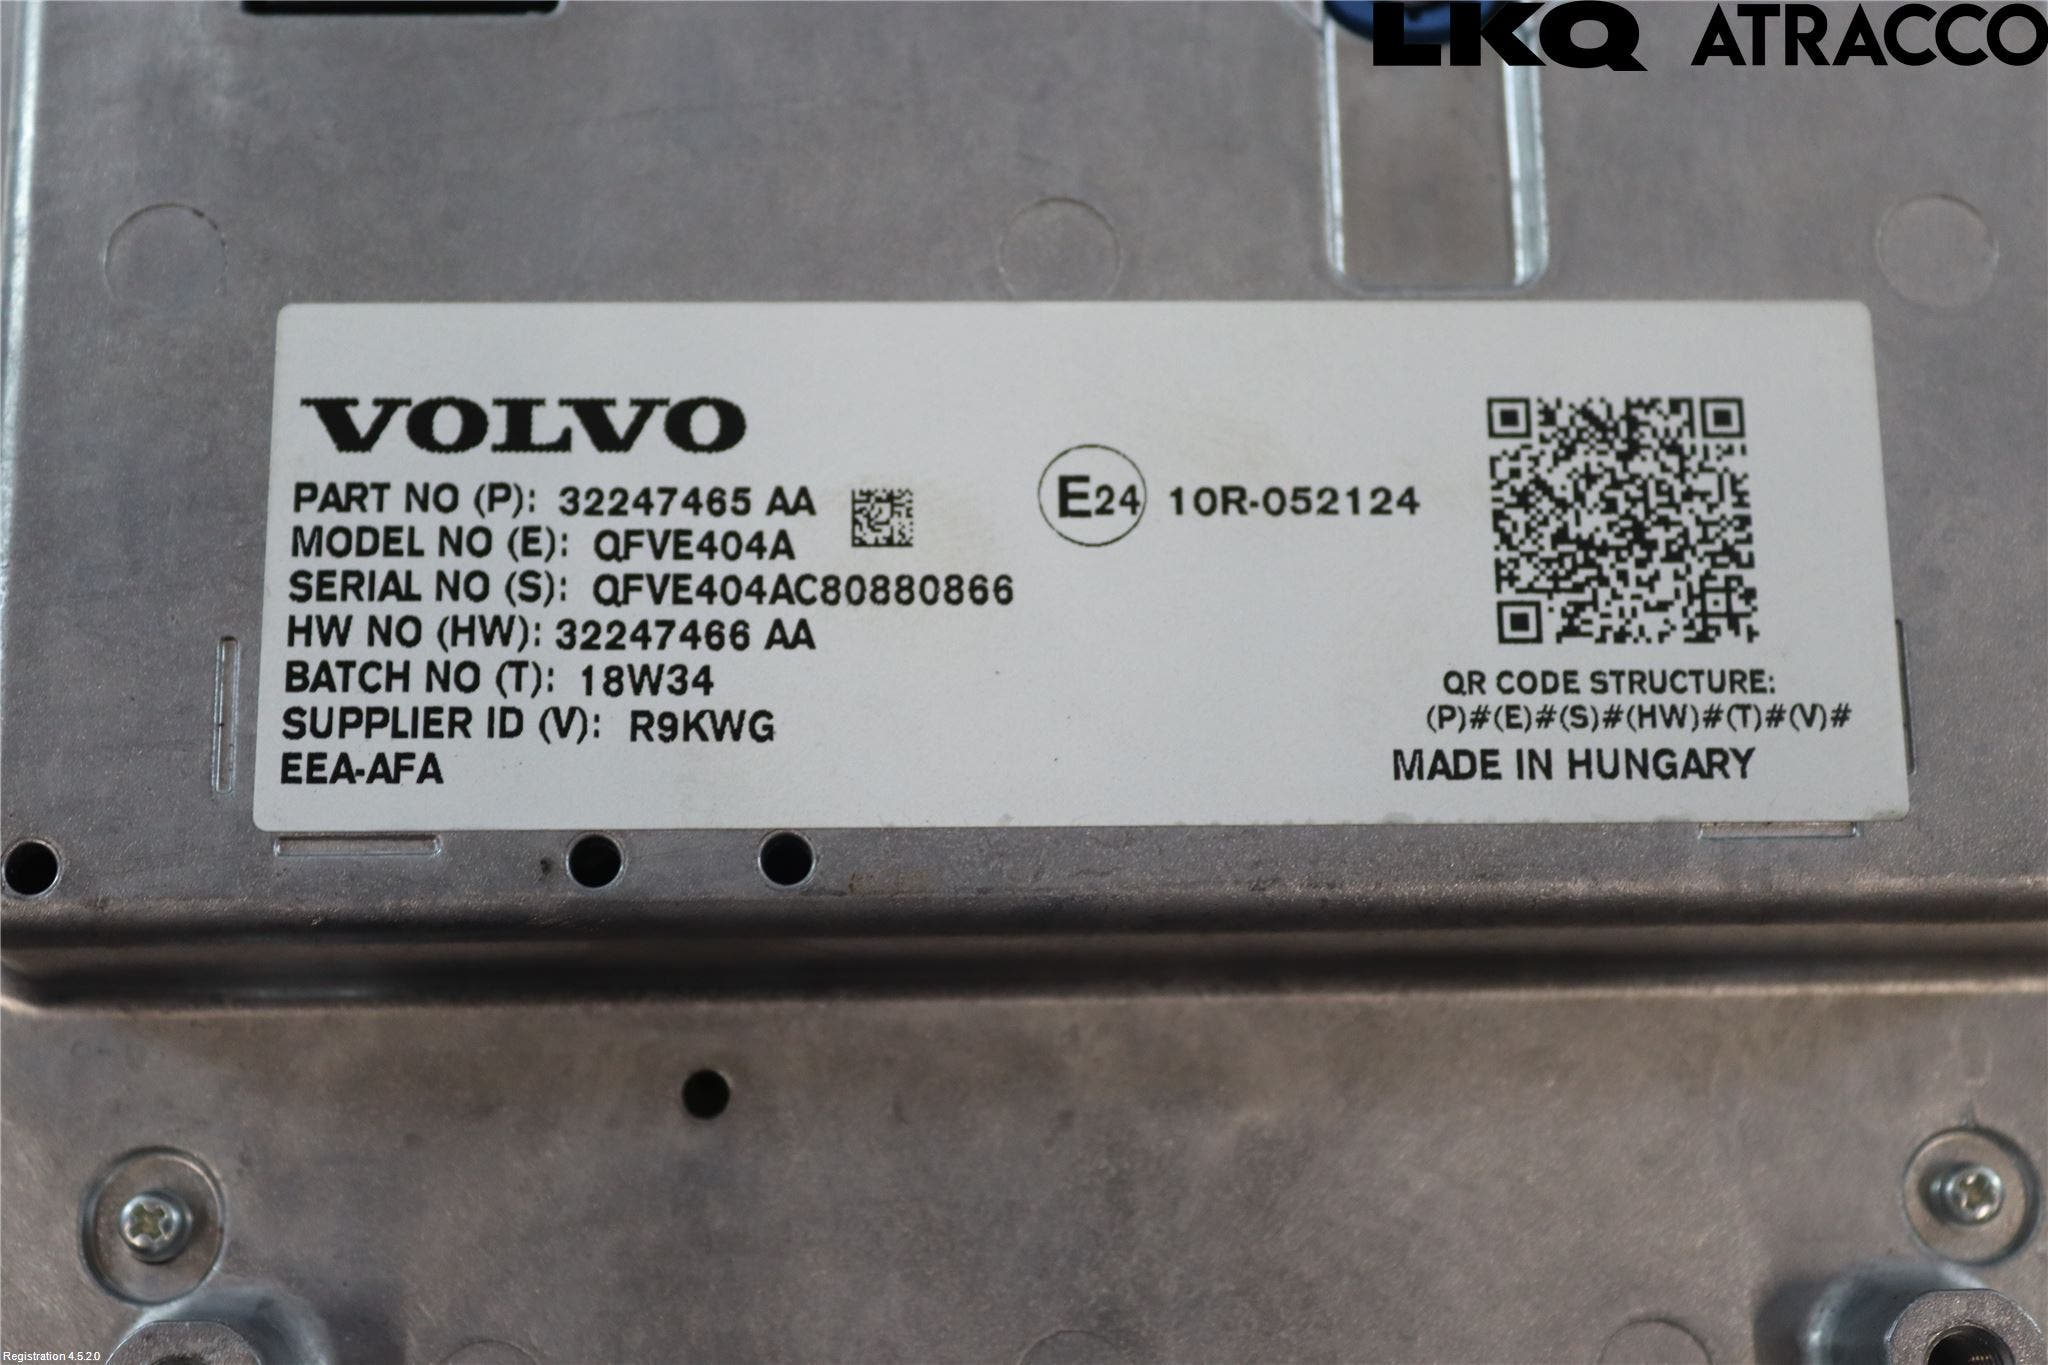 LKQ ATRACCO
VOLVO
PART NO (P): 32247465 AA
MODEL NO (E): QFVE404A
SERIAL NO (S): QFVE404AC80880866
HW NO (HW): 32247466 AA
BATCH NO (T): 18W34
SUPPLIER ID (V): R9KWG
EEA-AFA
E24 10R-052124
QR CODE STRUCTURE:
(P)#(E)#(S)#(HW)#(T)#(V)#
MADE IN HUNGARY
Registration 4.5.2.0